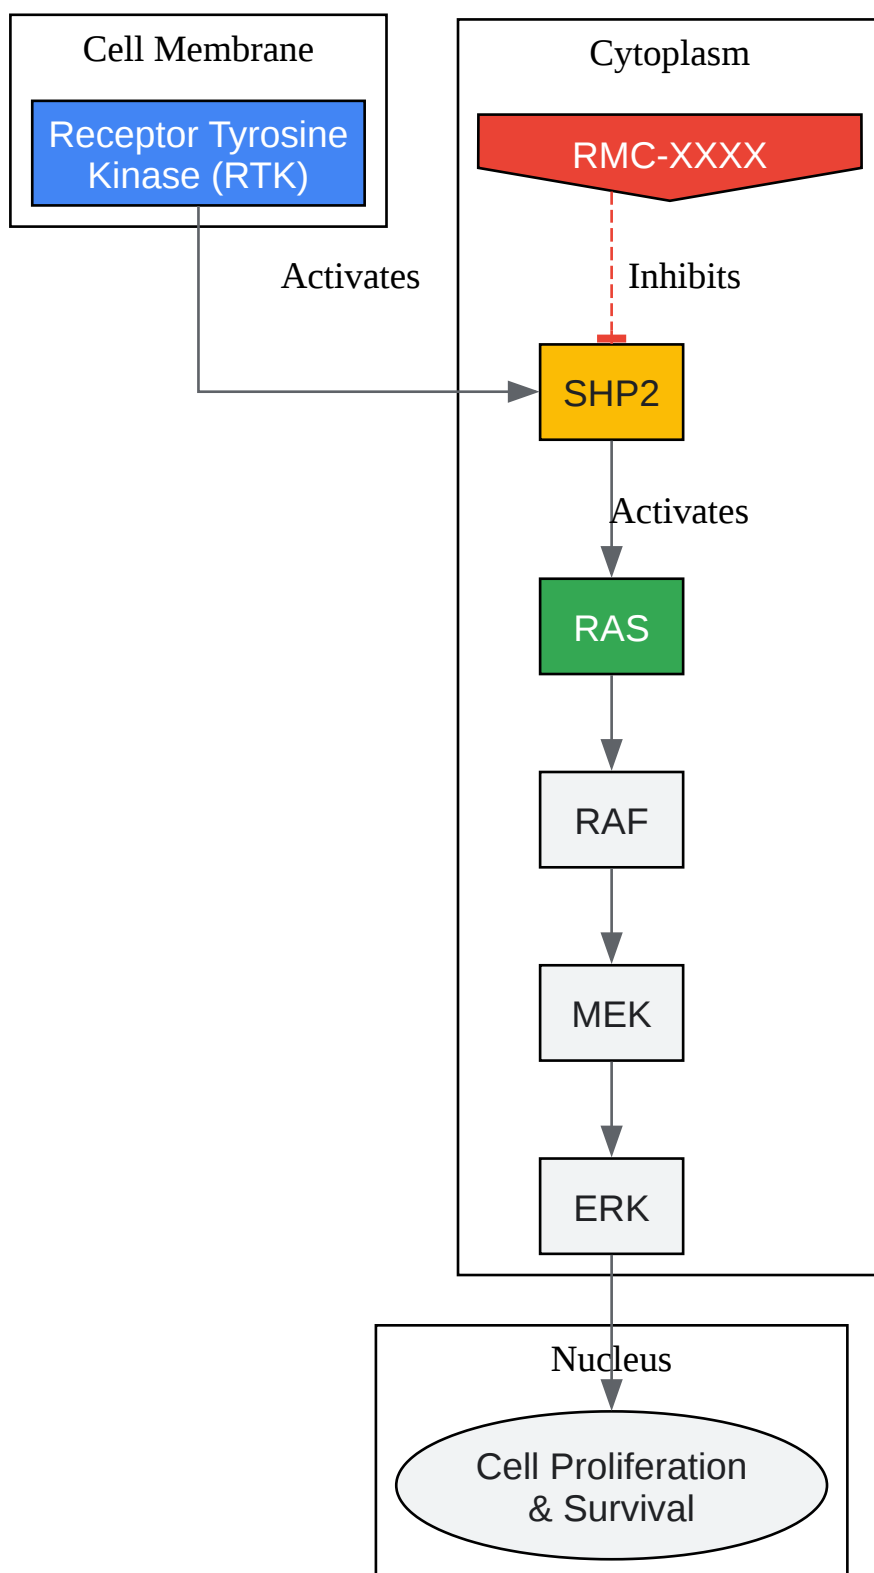 Cell Membrane
Receptor Tyrosine
Kinase (RTK)
Activates
Cytoplasm
RMC-XXXX
Inhibits
SHP2
Activates
RAS
RAF
MEK
ERK
Nucleus
Cell Proliferation
& Survival